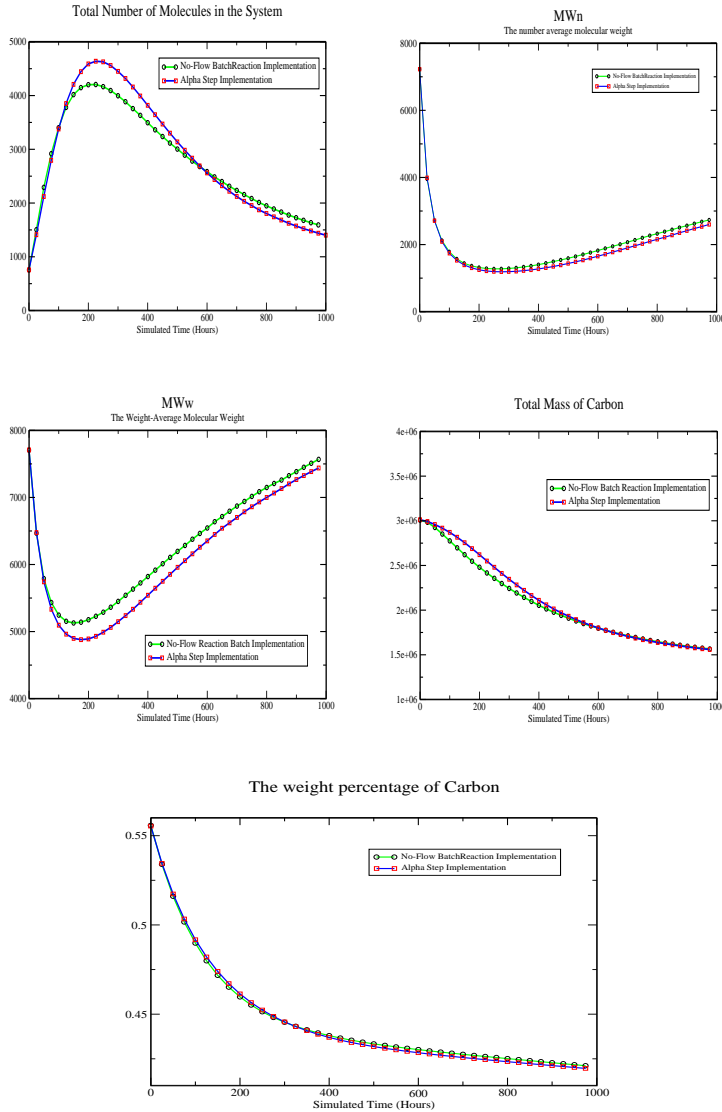 Total Number of Molecules in the System
5000
4000
3000
2000
1000
0
No-Flow BatchReaction Implementation
Alpha Step Implementation
0 200 400 600 800 1000
Simulated Time (Hours)
MWn
The number average molecular weight
8000
6000
4000
2000
0
No-Flow BatchReaction Implementation
Alpha Step Implementation
0 200 400 600 800 1000
Simulated Time (Hours)
MWw
The Weight-Average Molecular Weight
8000
7000
6000
5000
4000
No-Flow Reaction Batch Implementation
Alpha Step Implementation
0 200 400 600 800 1000
Simulated Time (Hours)
Total Mass of Carbon
4e+06
3.5e+06
3e+06
2.5e+06
2e+06
1.5e+06
1e+06
No-Flow Batch Reaction Implementation
Alpha Step Implementation
0 200 400 600 800 1000
Simulated Time (Hours)
The weight percentage of Carbon
0.55
0.5
0.45
No-Flow BatchReaction Implementation
Alpha Step Implementation
0 200 400 600 800 1000
Simulated Time (Hours)